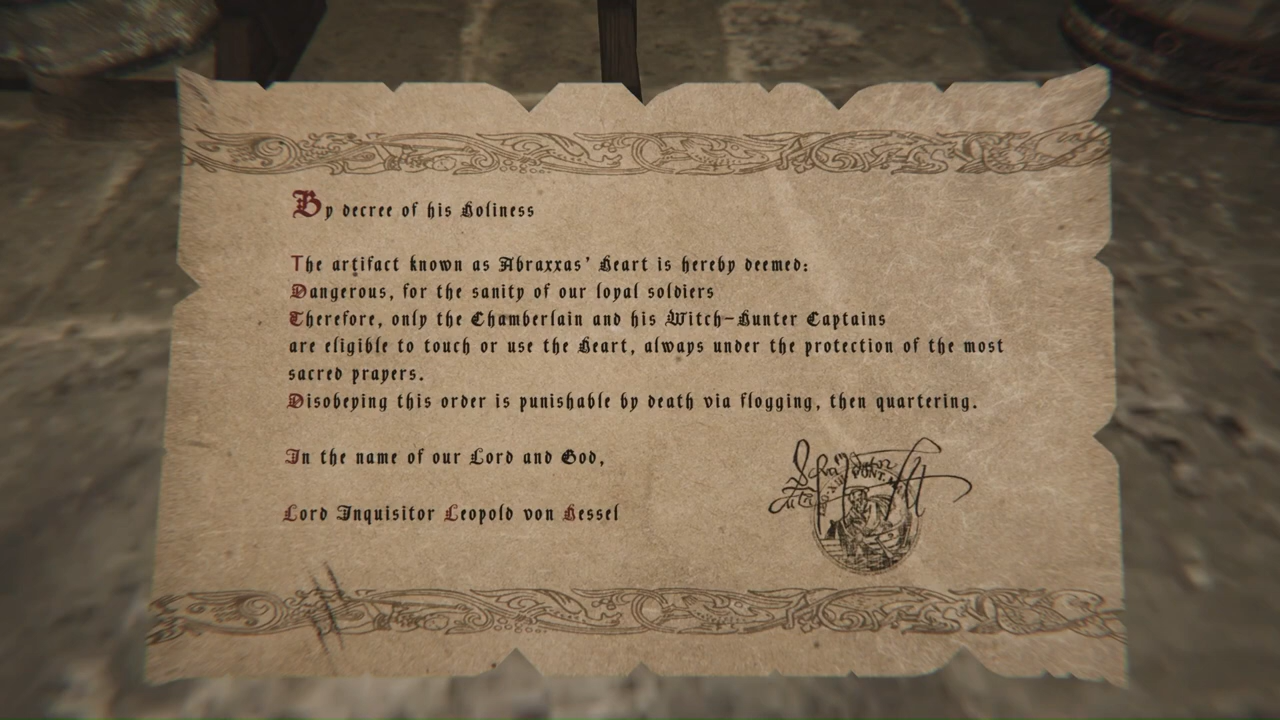 By decree of his Holiness
The artifact known as Abraxxas' Heart is hereby deemed:
Dangerous, for the sanity of our loyal soldiers
Therefore, only the Chamberlain and his Witch-Hunter Captains
are eligible to touch or use the Heart, always under the protection of the most
sacred prayers.
Disobeying this order is punishable by death via flogging, then quartering.
In the name of our Lord and God,
Lord Inquisitor Leopold von Hessel